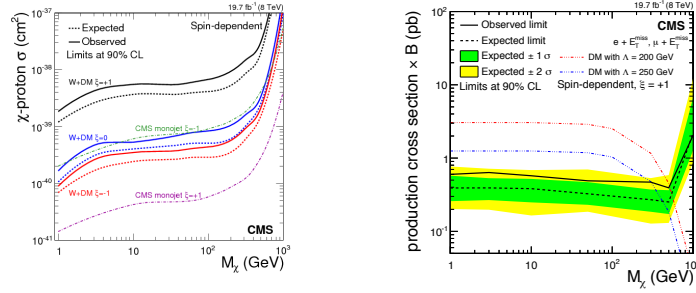 19.7 fb⁻¹ (8 TeV)
χ-proton σ (cm²)
10⁻³⁷
10⁻³⁸
10⁻³⁹
10⁻⁴⁰
10⁻⁴¹
Expected
Observed
Limits at 90% CL
Spin-dependent
W+DM ξ=+1
CMS monojet ξ=-1
W+DM ξ=0
W+DM ξ=-1
CMS monojet ξ=+1
CMS
1
10
10²
10³
Mχ (GeV)
19.7 fb⁻¹ (8 TeV)
production cross section × B (pb)
10²
10
1
10⁻¹
Observed limit
Expected limit
Expected ± 1 σ
Expected ± 2 σ
Limits at 90% CL
CMS
e + E_T^miss, μ + E_T^miss
DM with Λ = 200 GeV
DM with Λ = 250 GeV
Spin-dependent, ξ = +1
1
10
10²
10³
Mχ (GeV)